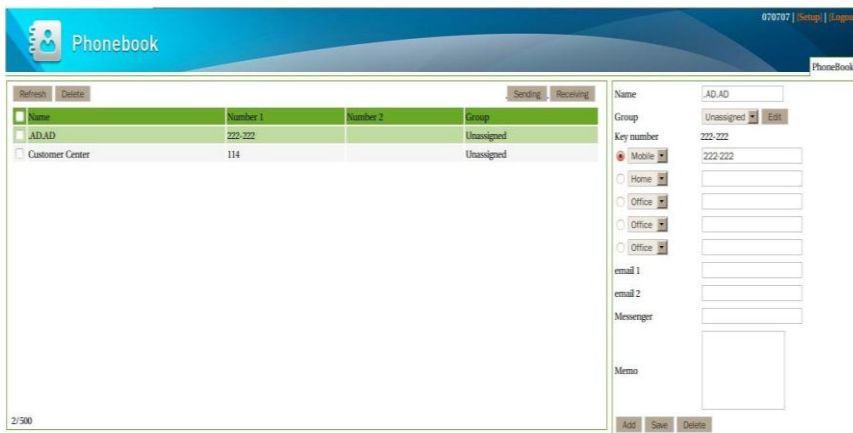 070707 | |Setup| | |Logou
Phonebook
PhoneBook
Refresh Delete Sending Receiving
Name Number 1 Number 2 Group
.AD.AD 222-222 Unassigned
Customer Center 114 Unassigned
2/500
Name .AD.AD
Group Unassigned Edit
Key number 222-222
Mobile 222-222
Home
Office
Office
Office
email 1
email 2
Messenger
Memo
Add Save Delete